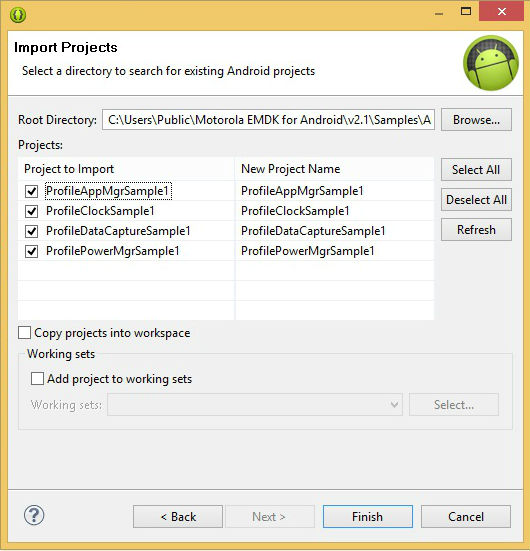 Import Projects
Select a directory to search for existing Android projects
Root Directory: C:\Users\Public\Motorola EMDK for Android\v2.1\Samples\A Browse...
Projects:
Project to Import New Project Name Select All
ProfileAppMgrSample1 ProfileAppMgrSample1
ProfileClockSample1 ProfileClockSample1 Deselect All
ProfileDataCaptureSample1 ProfileDataCaptureSample1 Refresh
ProfilePowerMgrSample1 ProfilePowerMgrSample1
Copy projects into workspace
Working sets
Add project to working sets
Working sets: Select...
? < Back Next > Finish Cancel